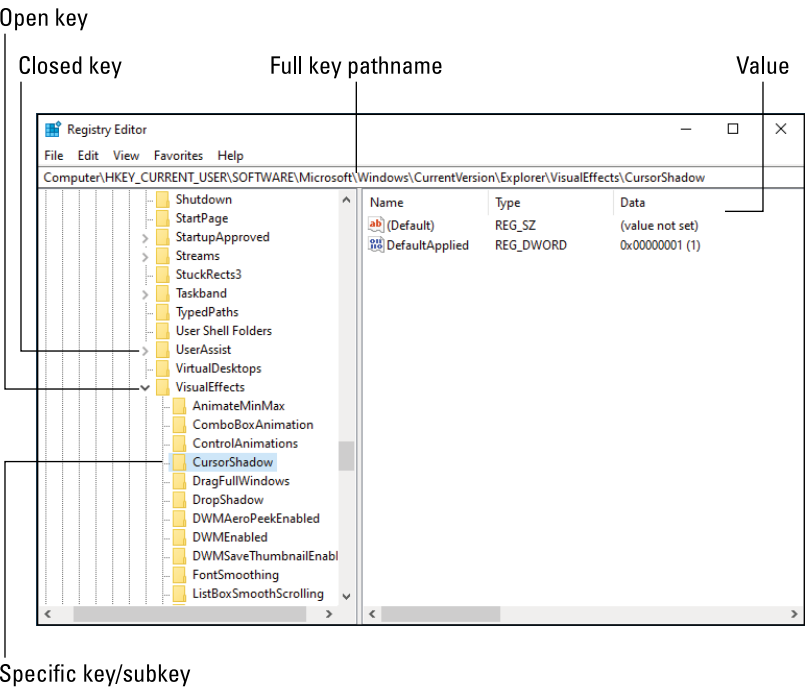 Open key
Closed key
Full key pathname
Value
Registry Editor
File Edit View Favorites Help
Computer\HKEY_CURRENT_USER\SOFTWARE\Microsoft\Windows\CurrentVersion\Explorer\VisualEffects\CursorShadow
Shutdown
StartPage
StartupApproved
Streams
StuckRects3
Taskband
TypedPaths
User Shell Folders
UserAssist
VirtualDesktops
VisualEffects
AnimateMinMax
ComboBoxAnimation
ControlAnimations
CursorShadow
DragFullWindows
DropShadow
DWMAeroPeekEnabled
DWMEnabled
DWMSaveThumbnailEnabl
FontSmoothing
ListBoxSmoothScrolling
Name Type Data
(Default) REG_SZ (value not set)
DefaultApplied REG_DWORD 0x00000001 (1)
Specific key/subkey